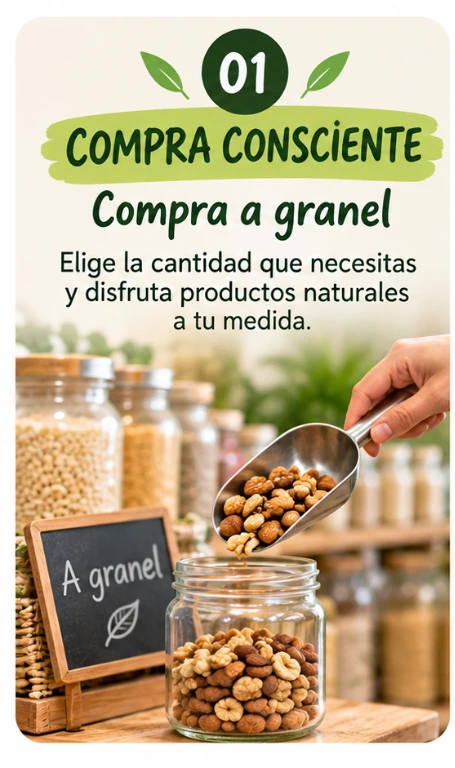 01
COMPRA CONSCIENTE
Compra a granel
Elige la cantidad que necesitas
y disfruta productos naturales
a tu medida.
A granel